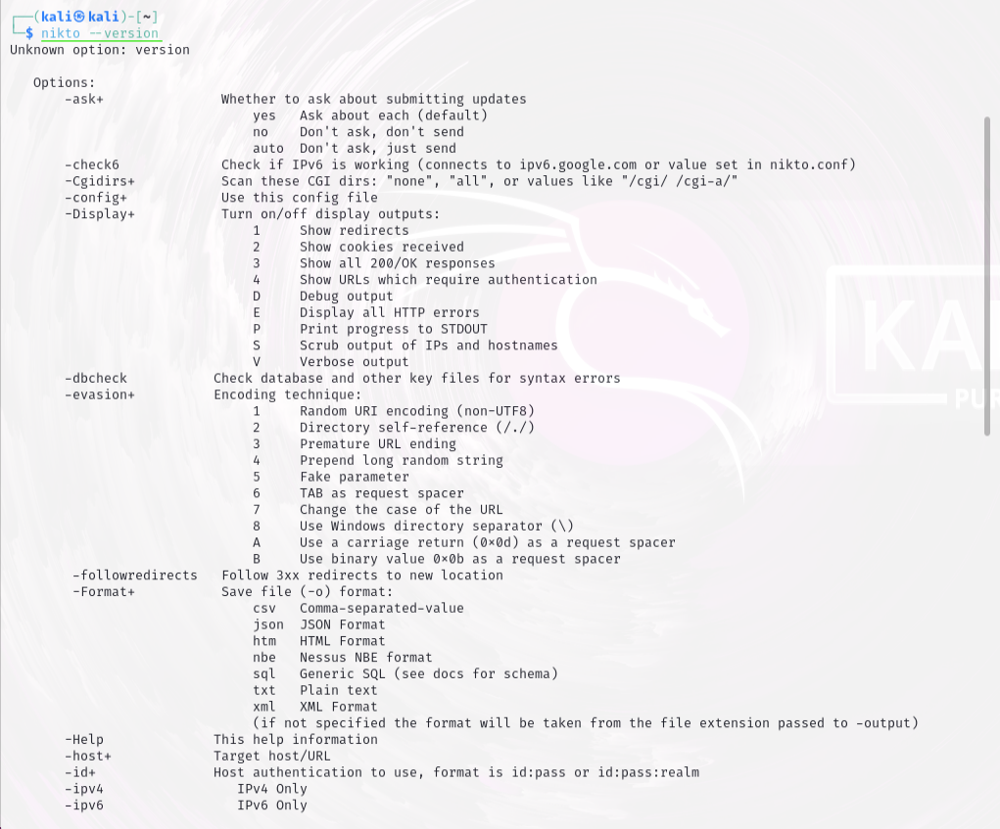 ┌──(kali㉿kali)-[~]
└─$ nikto --version
Unknown option: version

   Options:
       -ask+               Whether to ask about submitting updates
                               yes   Ask about each (default)
                               no    Don't ask, don't send
                               auto  Don't ask, just send
       -check6             Check if IPv6 is working (connects to ipv6.google.com or value set in nikto.conf)
       -Cgidirs+           Scan these CGI dirs: "none", "all", or values like "/cgi/ /cgi-a/"
       -config+            Use this config file
       -Display+           Turn on/off display outputs:
                               1     Show redirects
                               2     Show cookies received
                               3     Show all 200/OK responses
                               4     Show URLs which require authentication
                               D     Debug output
                               E     Display all HTTP errors
                               P     Print progress to STDOUT
                               S     Scrub output of IPs and hostnames
                               V     Verbose output
       -dbcheck           Check database and other key files for syntax errors
       -evasion+          Encoding technique:
                               1     Random URI encoding (non-UTF8)
                               2     Directory self-reference (/./)
                               3     Premature URL ending
                               4     Prepend long random string
                               5     Fake parameter
                               6     TAB as request spacer
                               7     Change the case of the URL
                               8     Use Windows directory separator (\)
                               A     Use a carriage return (0x0d) as a request spacer
                               B     Use binary value 0x0b as a request spacer
        -followredirects   Follow 3xx redirects to new location
        -Format+           Save file (-o) format:
                               csv   Comma-separated-value
                               json  JSON Format
                               htm   HTML Format
                               nbe   Nessus NBE format
                               sql   Generic SQL (see docs for schema)
                               txt   Plain text
                               xml   XML Format
                               (if not specified the format will be taken from the file extension passed to -output)
       -Help              This help information
       -host+             Target host/URL
       -id+               Host authentication to use, format is id:pass or id:pass:realm
       -ipv4                 IPv4 Only
       -ipv6                 IPv6 Only
KA
PUR